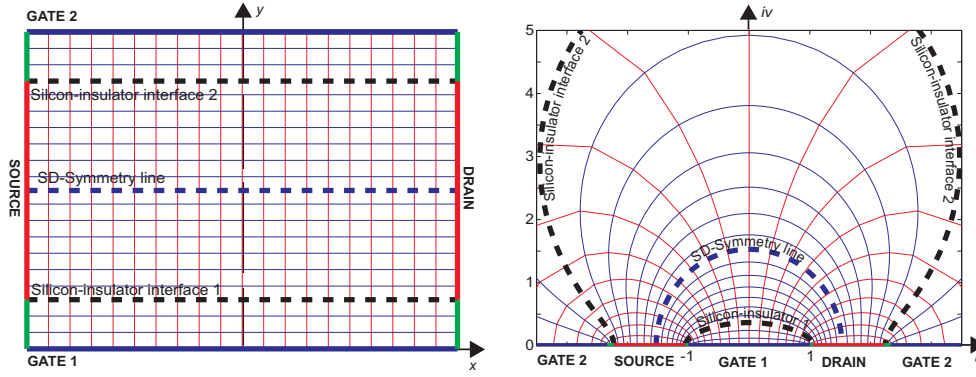 GATE 2
y
Silcon-insulator interface 2
SOURCE
SD-Symmetry line
DRAIN
Silicon-insulator interface 1
GATE 1
x
iv
5
4
3
2
1
0
Silicon-insulator interface 2
Silicon-insulator interface 2
SD-Symmetry line
Silicon-insulator 1
GATE 2
SOURCE
-1
GATE 1
1
DRAIN
GATE 2